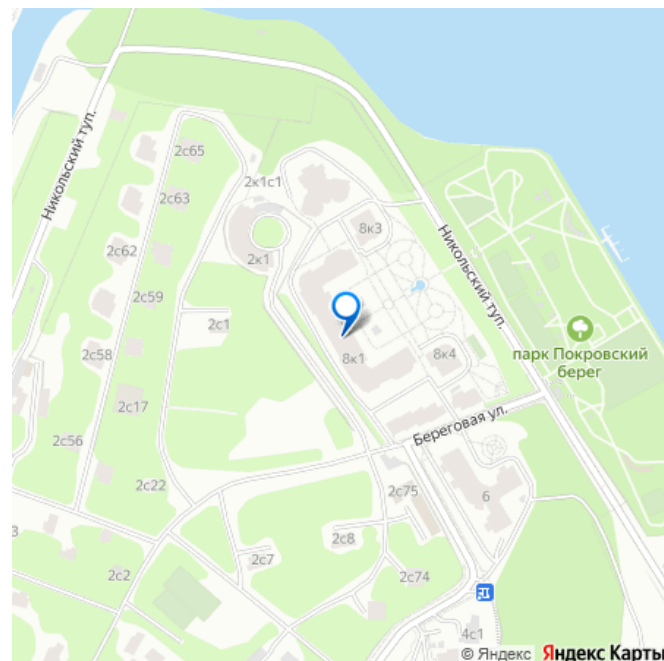 Никольский туп.
2с65
2с63
2к1с1
8к3
2с62
2к1
Никольский туп.
2с59
2с1
парк Покровский
берег
2с58
8к1
8к4
2с17
Береговая ул.
2с56
2с22
2с75
6
3
2с8
2с7
2с2
2с74
4с1
© Яндекс Яндекс Карты